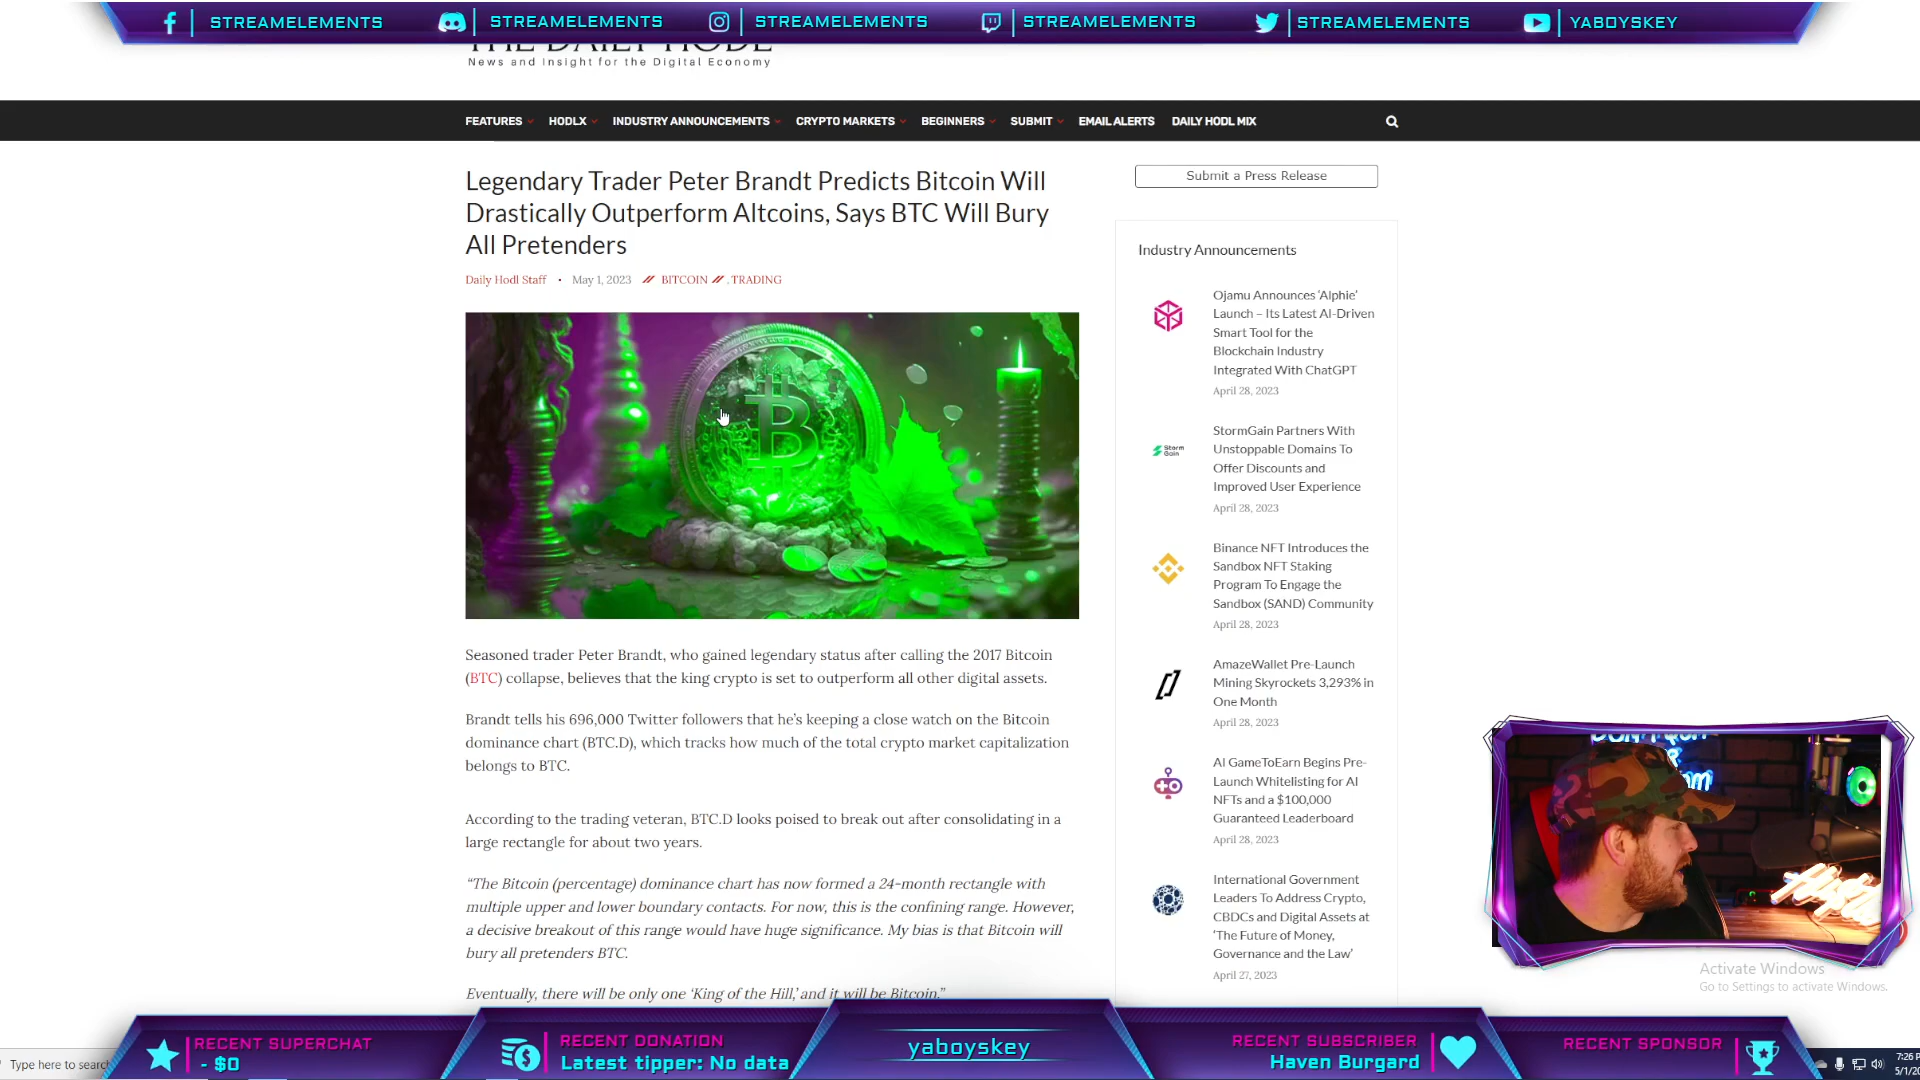 STREAMELEMENTS STREAMELEMENTS STREAMELEMENTS STREAMELEMENTS STREAMELEMENTS YABOYSKEY
THE DAILY HODL
News and Insight for the Digital Economy
FEATURES HODLX INDUSTRY ANNOUNCEMENTS CRYPTO MARKETS BEGINNERS SUBMIT EMAIL ALERTS DAILY HODL MIX
Legendary Trader Peter Brandt Predicts Bitcoin Will
Drastically Outperform Altcoins, Says BTC Will Bury
All Pretenders
Daily Hodl Staff • May 1, 2023 // BITCOIN // , TRADING
Seasoned trader Peter Brandt, who gained legendary status after calling the 2017 Bitcoin
(BTC) collapse, believes that the king crypto is set to outperform all other digital assets.
Brandt tells his 696,000 Twitter followers that he’s keeping a close watch on the Bitcoin
dominance chart (BTC.D), which tracks how much of the total crypto market capitalization
belongs to BTC.
According to the trading veteran, BTC.D looks poised to break out after consolidating in a
large rectangle for about two years.
“The Bitcoin (percentage) dominance chart has now formed a 24-month rectangle with
multiple upper and lower boundary contacts. For now, this is the confining range. However,
a decisive breakout of this range would have huge significance. My bias is that Bitcoin will
bury all pretenders BTC.
Eventually, there will be only one ‘King of the Hill,’ and it will be Bitcoin.”
Submit a Press Release
Industry Announcements
Ojamu Announces ‘Alphie’
Launch – Its Latest AI-Driven
Smart Tool for the
Blockchain Industry
Integrated With ChatGPT
April 28, 2023
Storm
Gain
StormGain Partners With
Unstoppable Domains To
Offer Discounts and
Improved User Experience
April 28, 2023
Binance NFT Introduces the
Sandbox NFT Staking
Program To Engage the
Sandbox (SAND) Community
April 28, 2023
AmazeWallet Pre-Launch
Mining Skyrockets 3,293% in
One Month
April 28, 2023
AI GameToEarn Begins Pre-
Launch Whitelisting for AI
NFTs and a $100,000
Guaranteed Leaderboard
April 28, 2023
International Government
Leaders To Address Crypto,
CBDCs and Digital Assets at
‘The Future of Money,
Governance and the Law’
April 27, 2023
Activate Windows
Go to Settings to activate Windows.
Type here to search
RECENT SUPERCHAT
- $0
RECENT DONATION
Latest tipper: No data
yaboyskey
RECENT SUBSCRIBER
Haven Burgard
RECENT SPONSOR
7:26 P
5/1/20